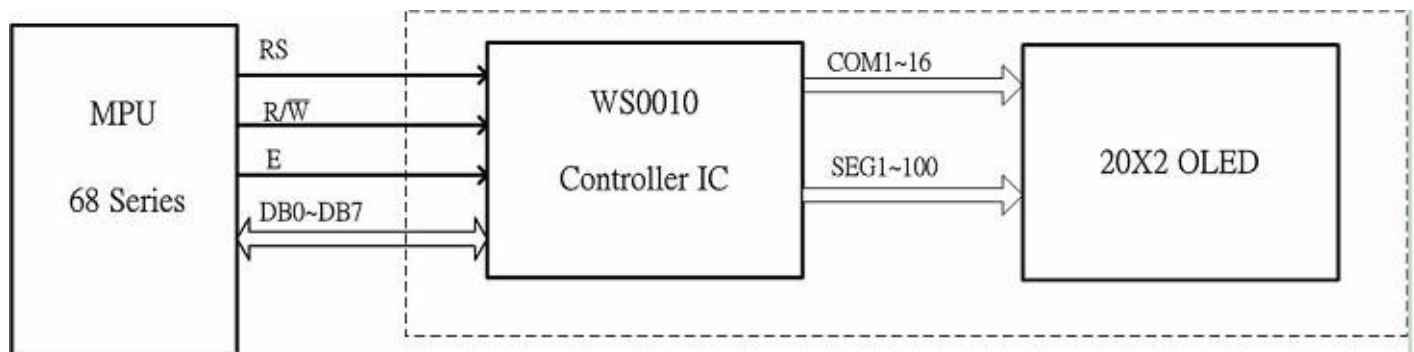 MPU
68 Series
RS
R/W̅
E
DB0~DB7
WS0010
Controller IC
COM1~16
SEG1~100
20X2 OLED